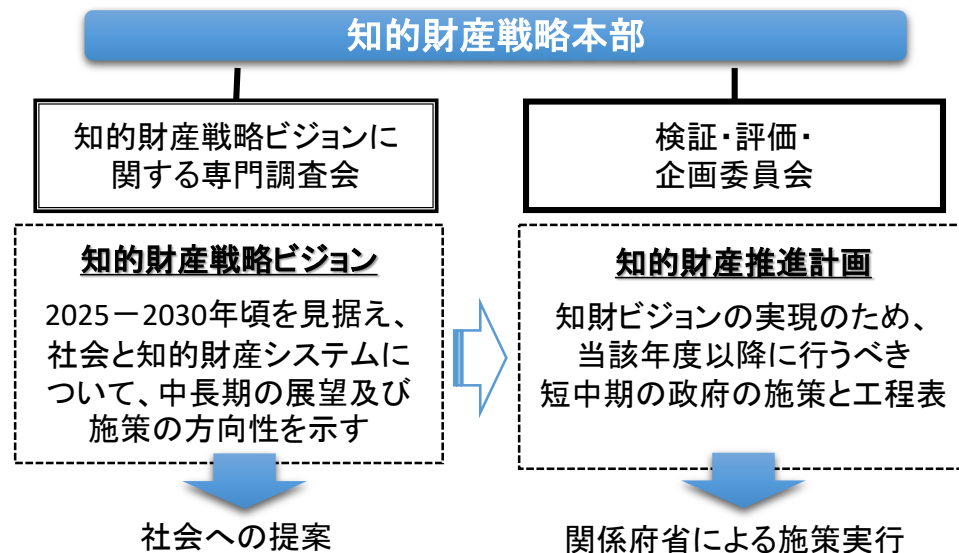 知的財産戦略本部
知的財産戦略ビジョンに
関する専門調査会
検証・評価・
企画委員会
知的財産戦略ビジョン
2025－2030年頃を見据え、
社会と知的財産システムに
ついて、中長期の展望及び
施策の方向性を示す
知的財産推進計画
知財ビジョンの実現のため、
当該年度以降に行うべき
短中期の政府の施策と工程表
社会への提案
関係府省による施策実行